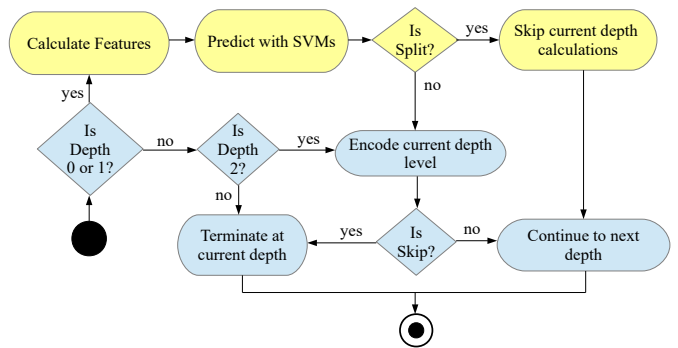 Calculate Features
Predict with SVMs
Is
Split?
yes
Skip current depth
calculations
yes
no
Is
Depth
0 or 1?
no
Is
Depth
2?
yes
Encode current depth
level
no
Terminate at
current depth
yes
Is
Skip?
no
Continue to next
depth